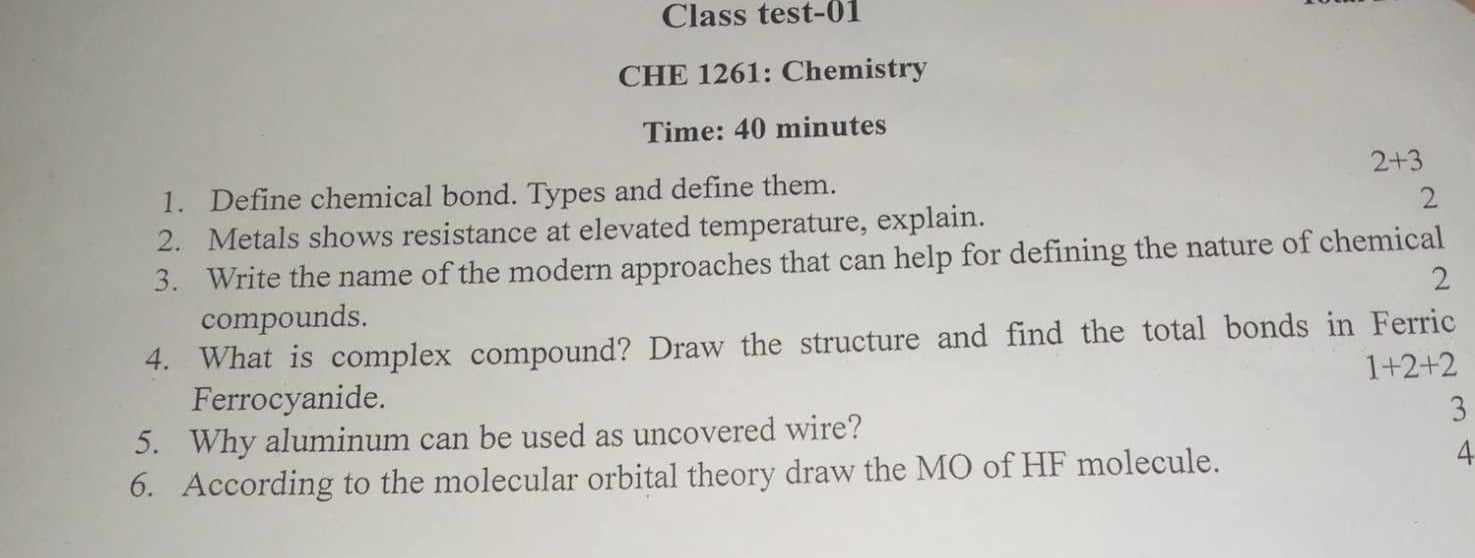 Class test-01
CHE 1261: Chemistry
Time: 40 minutes
2+3
1. Define chemical bond. Types and define them.
2
2. Metals shows resistance at elevated temperature, explain.
3. Write the name of the modern approaches that can help for defining the nature of chemical
compounds.
2
4. What is complex compound? Draw the structure and find the total bonds in Ferric
Ferrocyanide.
1+2+2
5. Why aluminum can be used as uncovered wire?
3
6. According to the molecular orbital theory draw the MO of HF molecule.
4